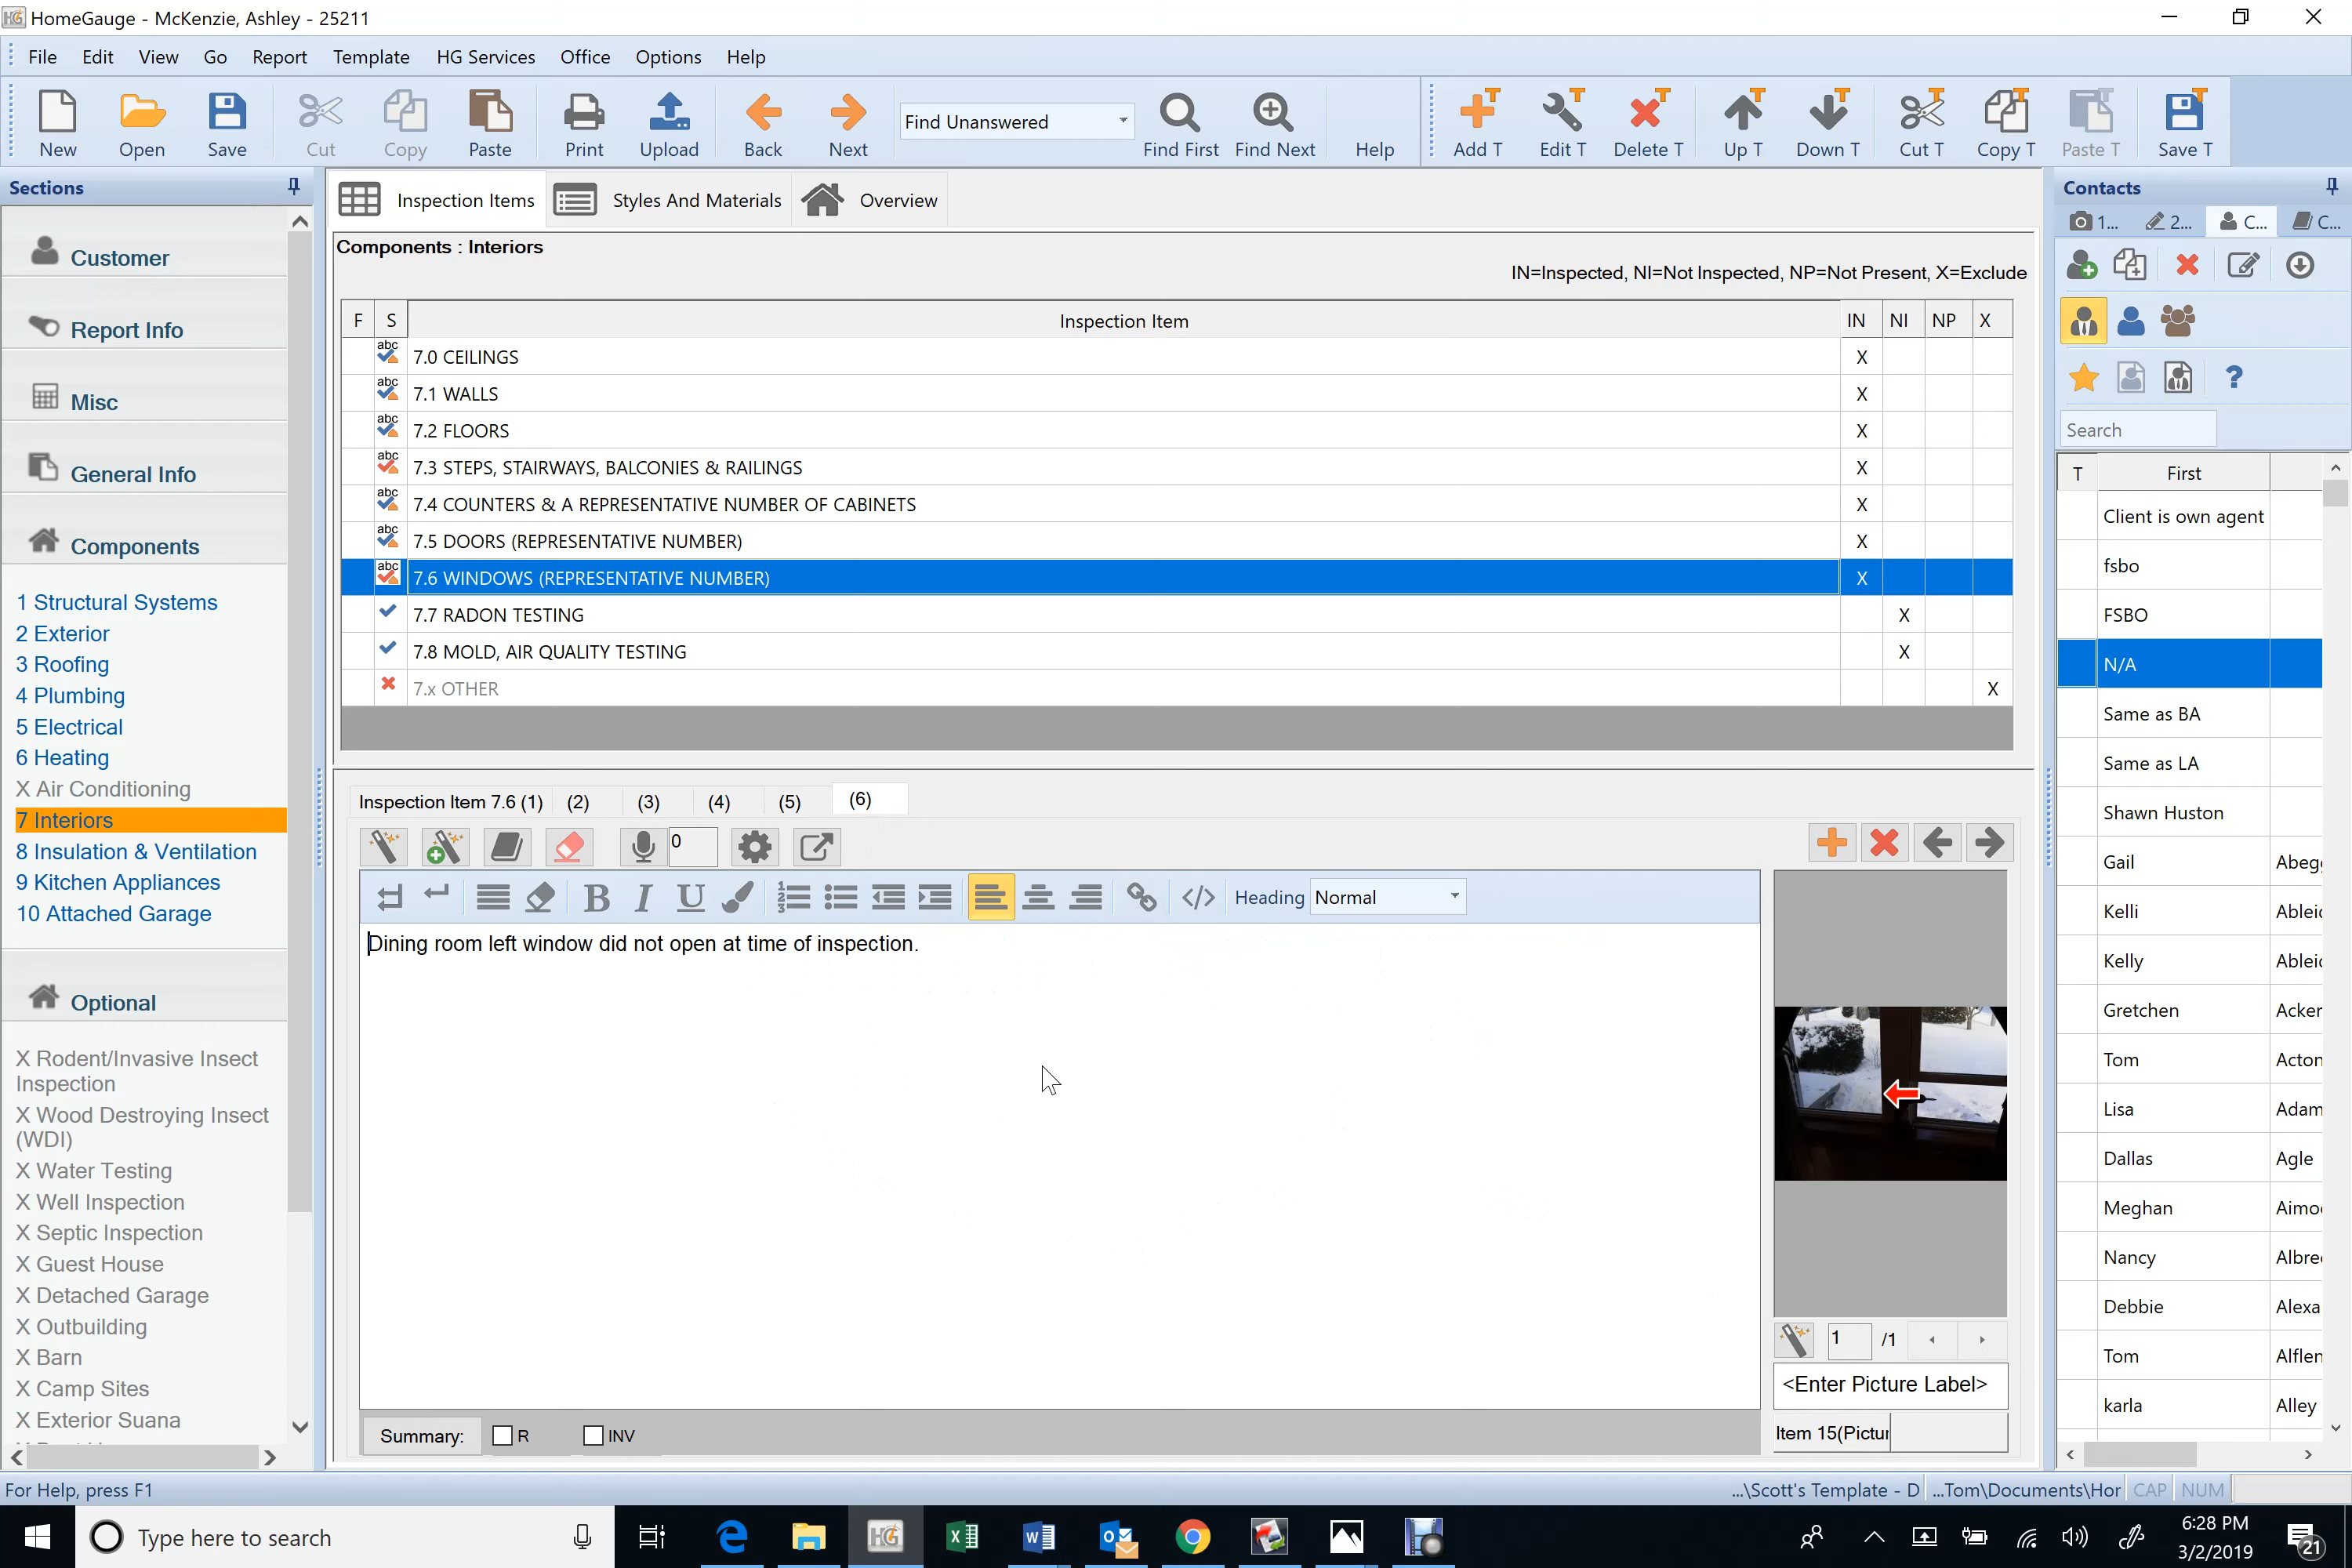 HomeGauge - McKenzie, Ashley - 25211
File Edit View Go Report Template HG Services Office Options Help
New Open Save Cut Copy Paste Print Upload Back Next Find Unanswered Find First Find Next Help Add T Edit T Delete T Up T Down T Cut T Copy T Paste T Save T
Sections
Customer
Report Info
Misc
General Info
Components
1 Structural Systems
2 Exterior
3 Roofing
4 Plumbing
5 Electrical
6 Heating
X Air Conditioning
7 Interiors
8 Insulation & Ventilation
9 Kitchen Appliances
10 Attached Garage
Optional
X Rodent/Invasive Insect
Inspection
X Wood Destroying Insect
(WDI)
X Water Testing
X Well Inspection
X Septic Inspection
X Guest House
X Detached Garage
X Outbuilding
X Barn
X Camp Sites
X Exterior Suana
Inspection Items Styles And Materials Overview
Components : Interiors
IN=Inspected, NI=Not Inspected, NP=Not Present, X=Exclude
F S Inspection Item IN NI NP X
abc 7.0 CEILINGS X
abc 7.1 WALLS X
abc 7.2 FLOORS X
abc 7.3 STEPS, STAIRWAYS, BALCONIES & RAILINGS X
abc 7.4 COUNTERS & A REPRESENTATIVE NUMBER OF CABINETS X
abc 7.5 DOORS (REPRESENTATIVE NUMBER) X
abc 7.6 WINDOWS (REPRESENTATIVE NUMBER) X
7.7 RADON TESTING X
7.8 MOLD, AIR QUALITY TESTING X
7.x OTHER X
Inspection Item 7.6 (1) (2) (3) (4) (5) (6)
0
B I U Heading Normal
Dining room left window did not open at time of inspection.
1 /1
<Enter Picture Label>
Item 15(Pictur
Summary: R INV
Contacts
1... 2... C... C...
?
Search
T First
Client is own agent
fsbo
FSBO
N/A
Same as BA
Same as LA
Shawn Huston
Gail Abeg
Kelli Ablei
Kelly Ablei
Gretchen Acker
Tom Acton
Lisa Adam
Dallas Agle
Meghan Aimo
Nancy Albre
Debbie Alexa
Tom Alflen
karla Alley
For Help, press F1 ...\Scott's Template - D ...Tom\Documents\Hor CAP NUM
Type here to search
6:28 PM
3/2/2019
21